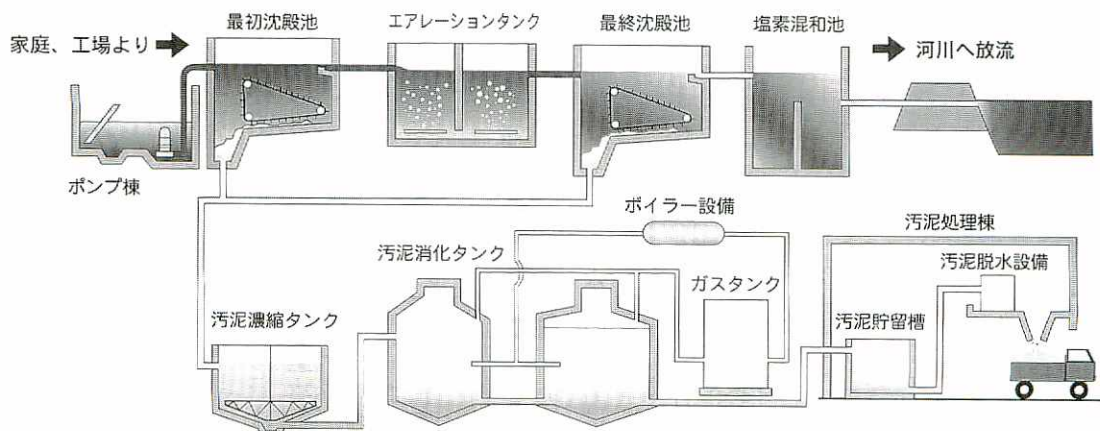 最初沈殿池
エアレーションタンク
最終沈殿池
塩素混和池
家庭、工場より
河川へ放流
ポンプ棟
ボイラー設備
汚泥処理棟
汚泥消化タンク
汚泥脱水設備
ガスタンク
汚泥濃縮タンク
汚泥貯留槽